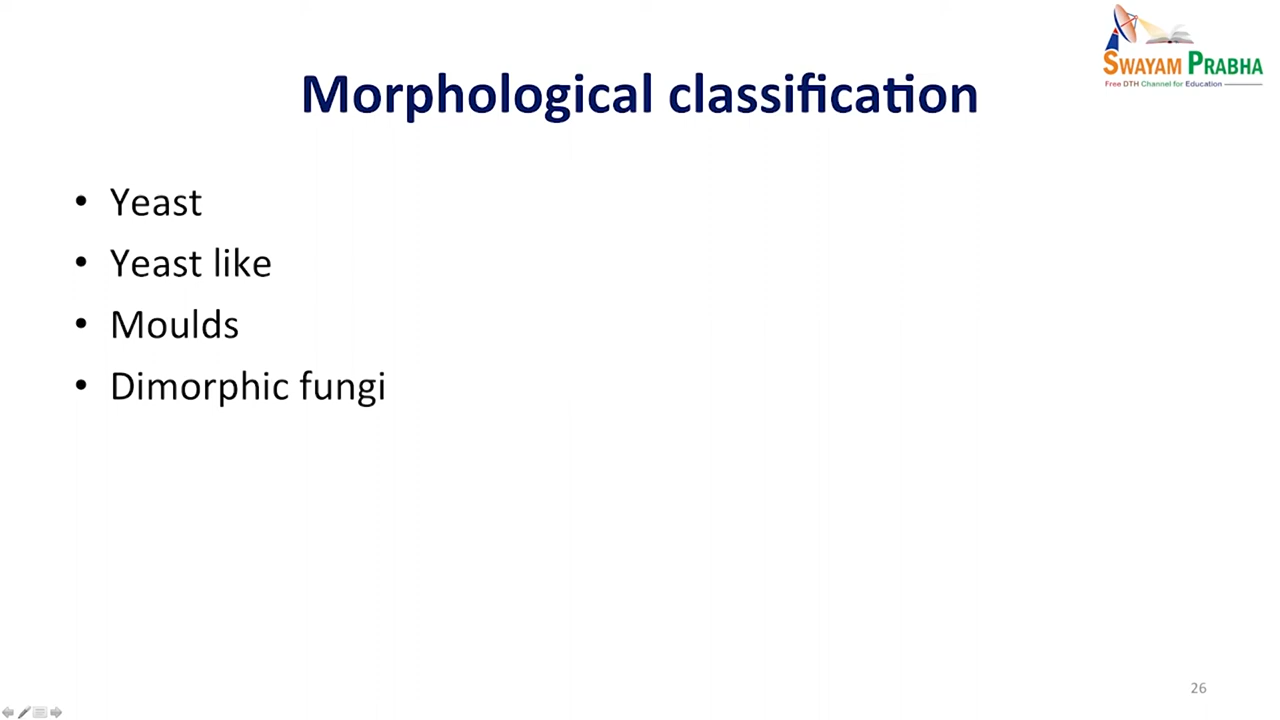 SWAYAM PRABHA
Free DTH Channel for Education
Morphological classification
• Yeast
• Yeast like
• Moulds
• Dimorphic fungi
26